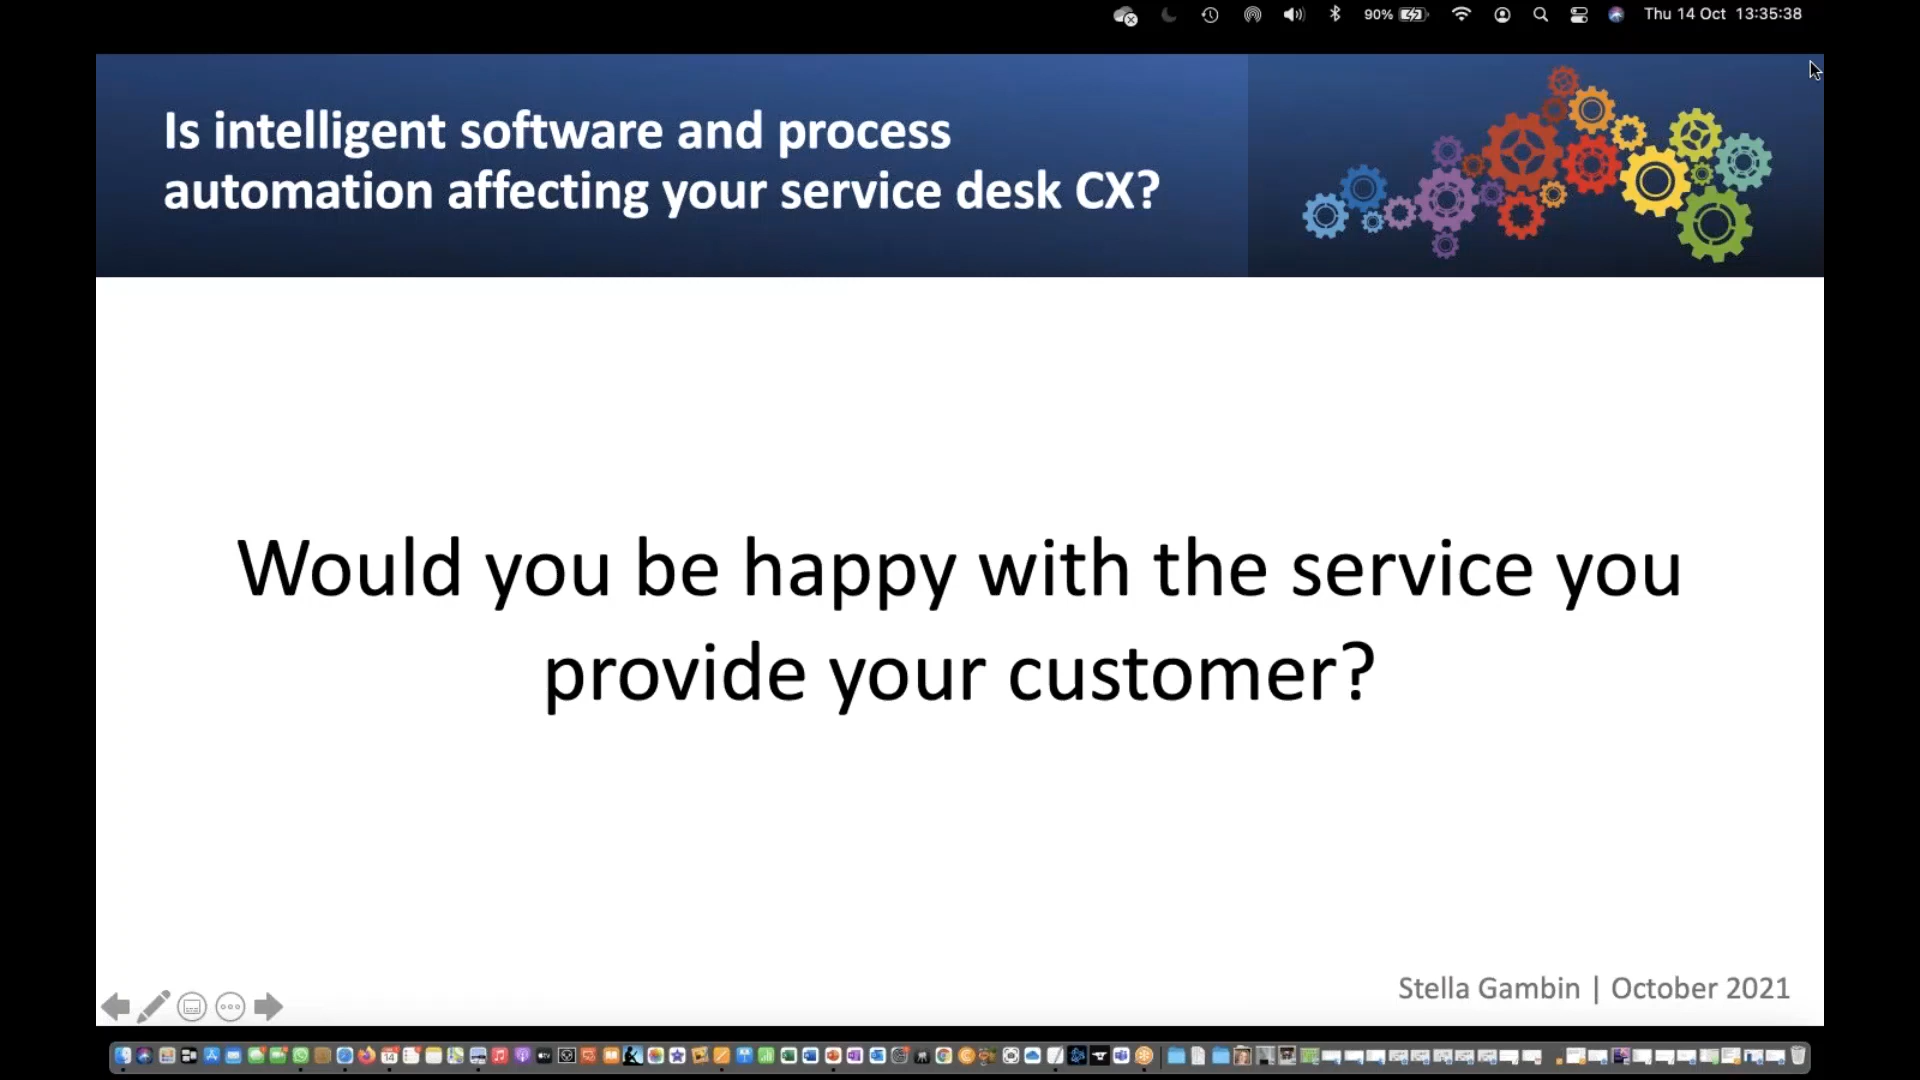 90% Thu 14 Oct 13:35:38
Is intelligent software and process
automation affecting your service desk CX?
Would you be happy with the service you
provide your customer?
Stella Gambin | October 2021
14